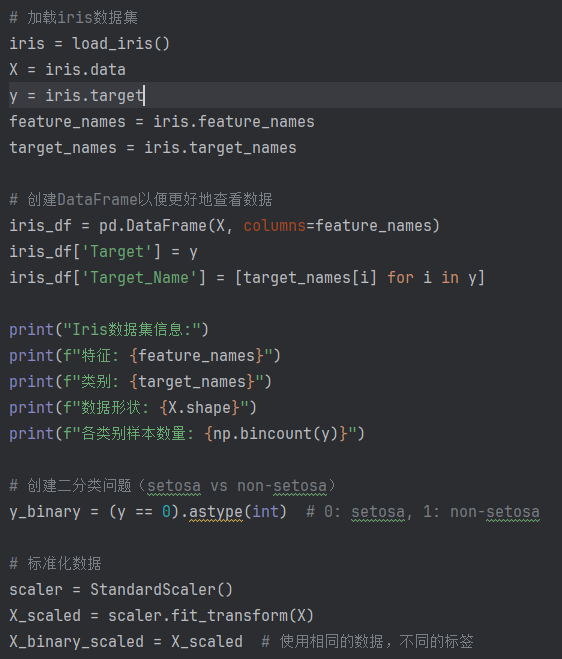 # 加载iris数据集
iris = load_iris()
X = iris.data
y = iris.target
feature_names = iris.feature_names
target_names = iris.target_names
# 创建DataFrame以便更好地查看数据
iris_df = pd.DataFrame(X, columns=feature_names)
iris_df['Target'] = y
iris_df['Target_Name'] = [target_names[i] for i in y]
print("Iris数据集信息:")
print(f"特征: {feature_names}")
print(f"类别: {target_names}")
print(f"数据形状: {X.shape}")
print(f"各类别样本数量: {np.bincount(y)}")
# 创建二分类问题（setosa vs non-setosa）
y_binary = (y == 0).astype(int)  # 0: setosa, 1: non-setosa
# 标准化数据
scaler = StandardScaler()
X_scaled = scaler.fit_transform(X)
X_binary_scaled = X_scaled  # 使用相同的数据，不同的标签